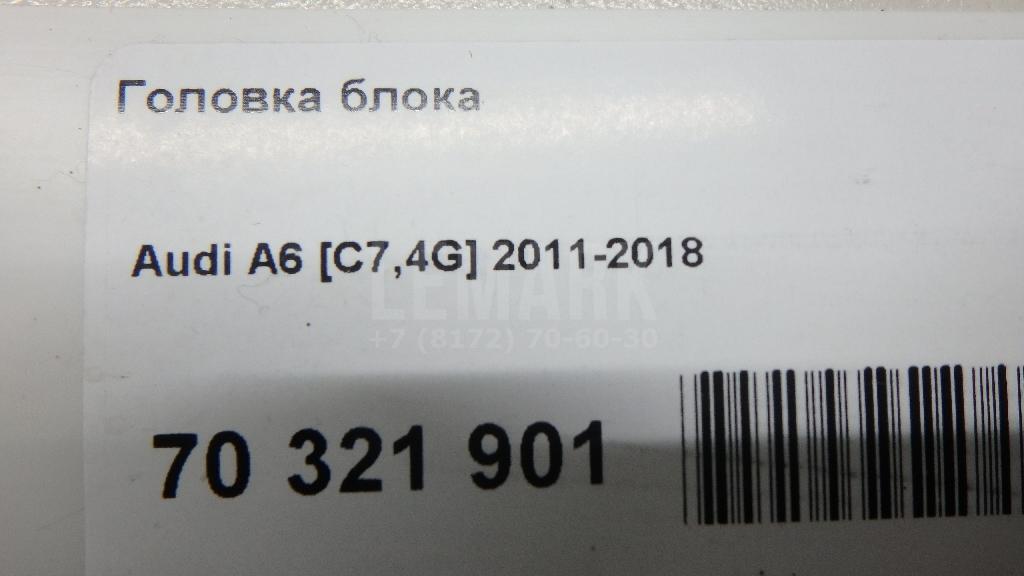 Головка блока
Audi A6 [C7,4G] 2011-2018
LEMARK
+7 (8172) 70-60-30
70 321 901